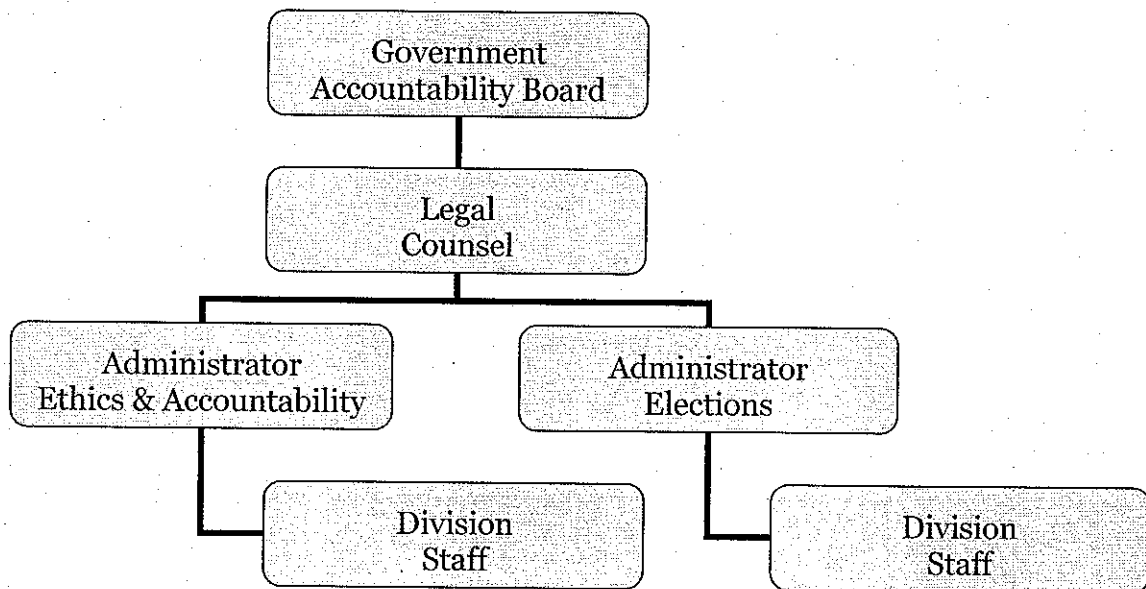 Government
Accountability Board
Legal
Counsel
Administrator
Ethics & Accountability
Administrator
Elections
Division
Staff
Division
Staff